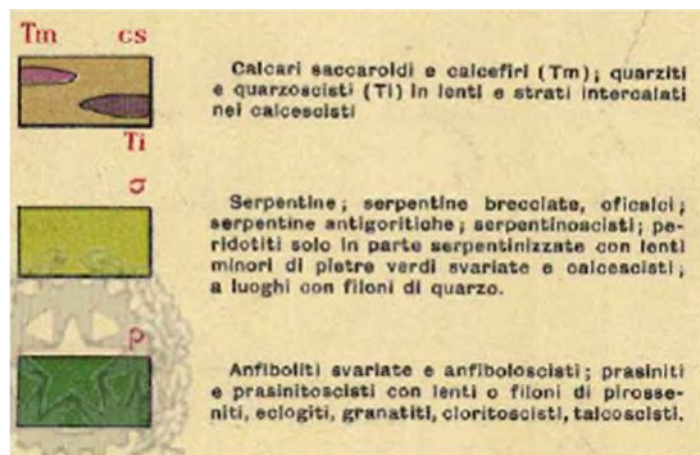 Tm cs
Calcari saccaroidi e calcefiri (Tm); quarziti
e quarzoscisti (Ti) in lenti e strati intercalati
nei calcescisti
Ti
σ
Serpentine; serpentine brecciate, oficalci;
serpentine antigoritiche; serpentinoscisti; pe-
ridotiti solo in parte serpentinizzate con lenti
minori di pietre verdi svariate e calcescisti;
a luoghi con filoni di quarzo.
p
Anfiboliti svariate e anfiboloscisti; prasiniti
e prasinitoscisti con lenti o filoni di pirosse-
niti, eclogiti, granatiti, cloritoscisti, talcoscisti.